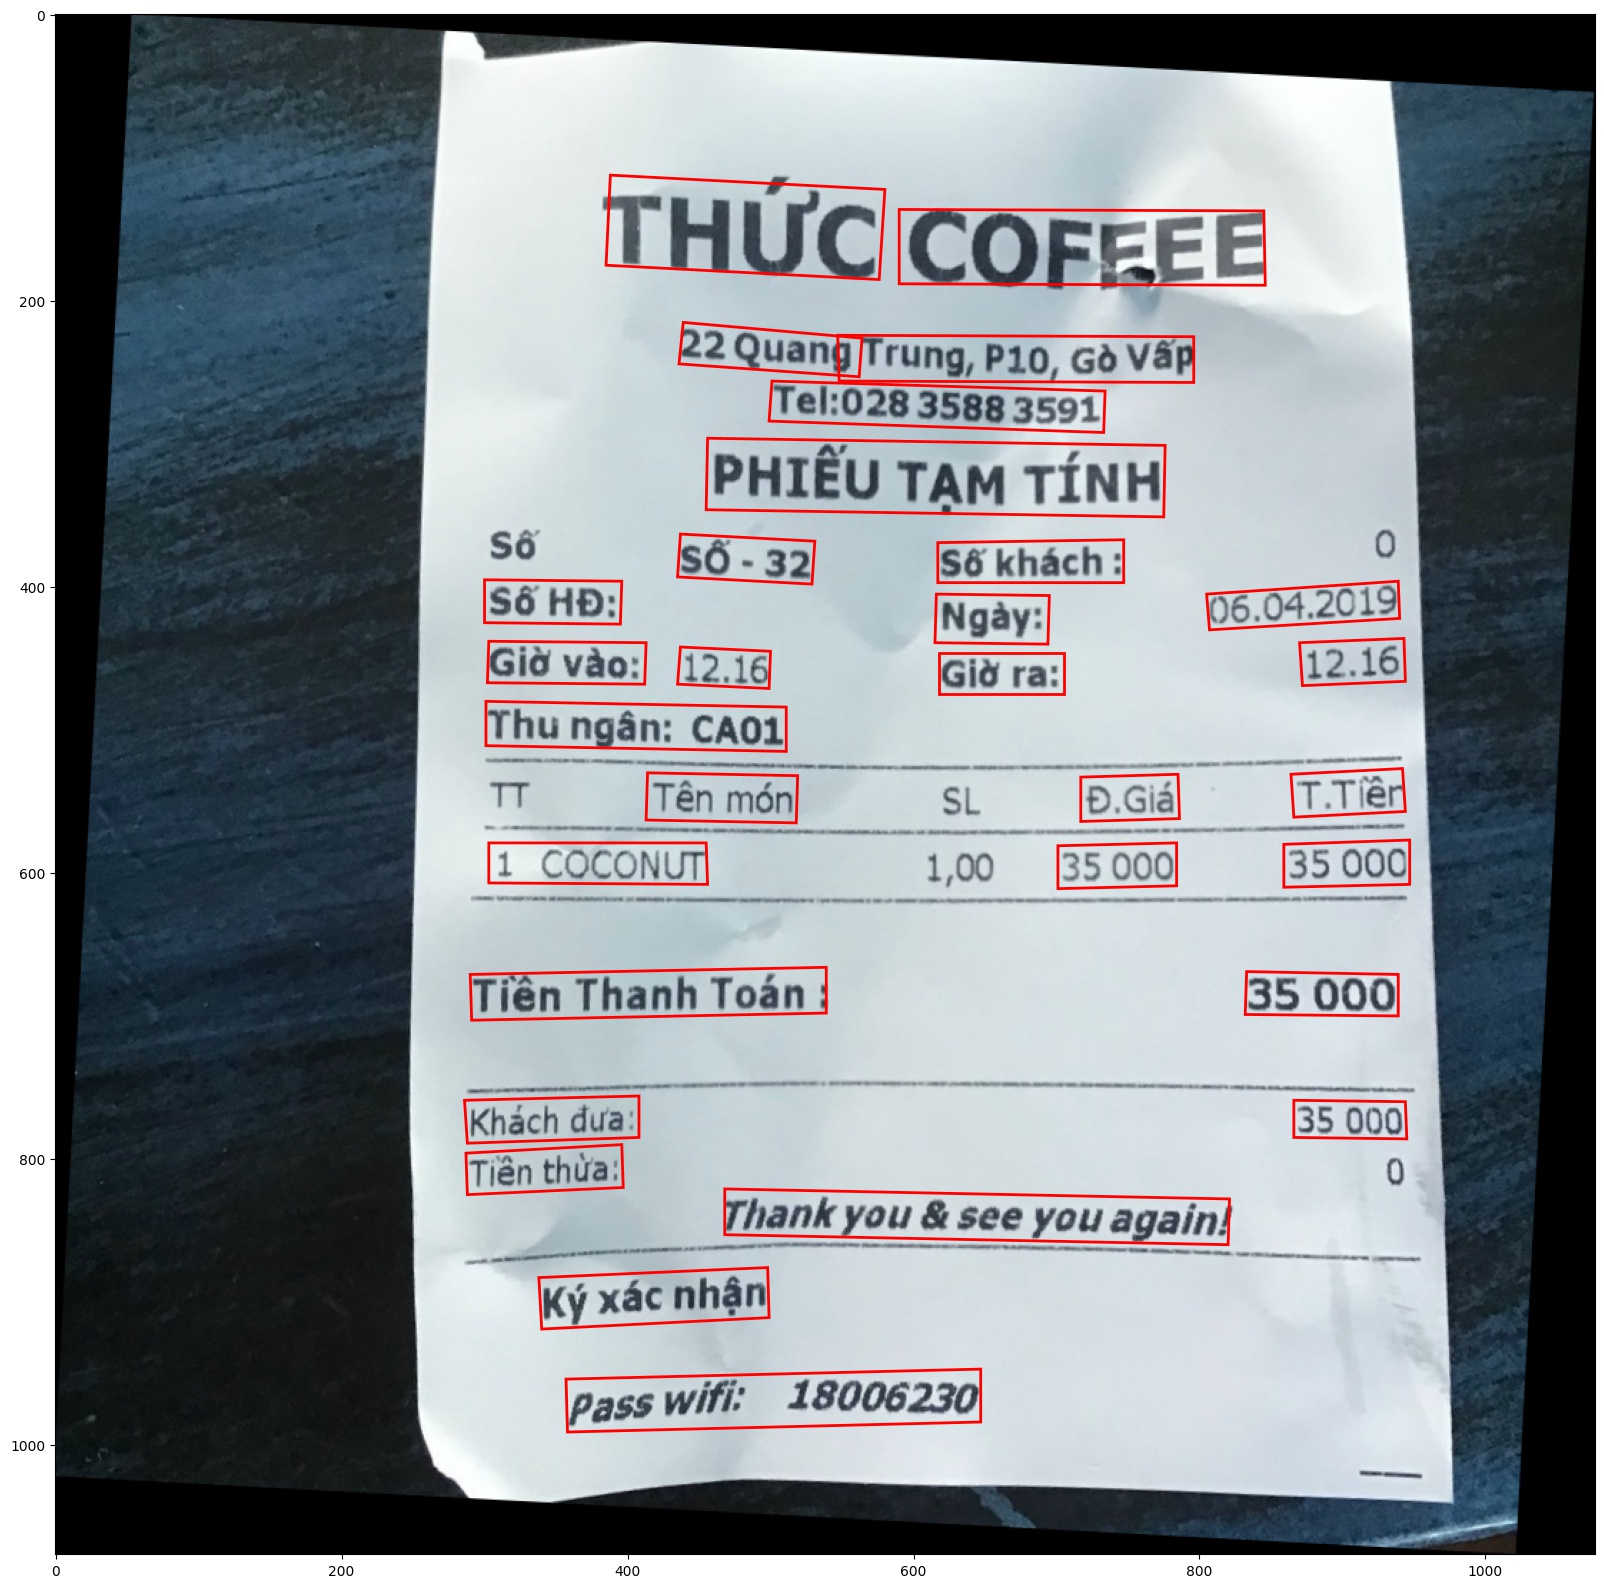 THỨC COFFEE
22 Quang Trung, P10, Gò Vấp
Tel:028 3588 3591
PHIẾU TẠM TÍNH
Số SỐ - 32 Số khách : 0
Số HĐ: Ngày: 06.04.2019
Giờ vào: 12.16 Giờ ra: 12.16
Thu ngân: CA01
TT Tên món SL Đ.Giá T.Tiền
1 COCONUT 1,00 35 000 35 000
Tiền Thanh Toán : 35 000
Khách đưa: 35 000
Tiền thừa: 0
Thank you & see you again!
Ký xác nhận
Pass wifi: 18006230
0
200
400
600
800
1000
0 200 400 600 800 1000